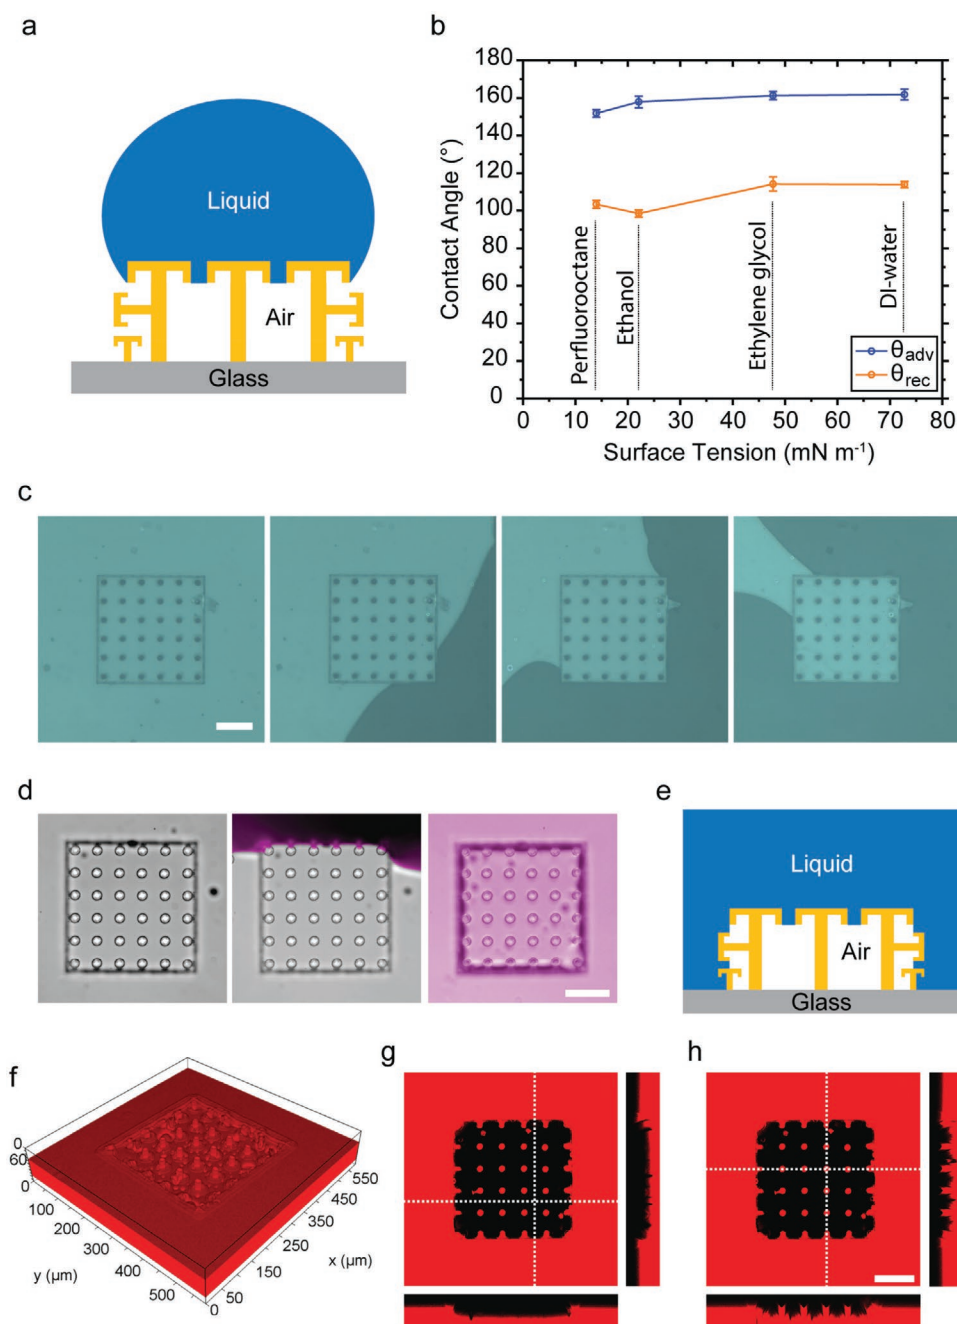 a
Liquid
Air
Glass
b
Contact Angle (°)
180
160
140
120
100
80
60
40
20
0
Perfluorooctane
Ethanol
Ethylene glycol
DI-water
θadv
θrec
0 10 20 30 40 50 60 70 80
Surface Tension (mN m⁻¹)
c
d
e
Liquid
Air
Glass
f
0
60
0
100
200
300
400
500
y (µm)
550
450
350
250
150
50
0
x (µm)
g
h